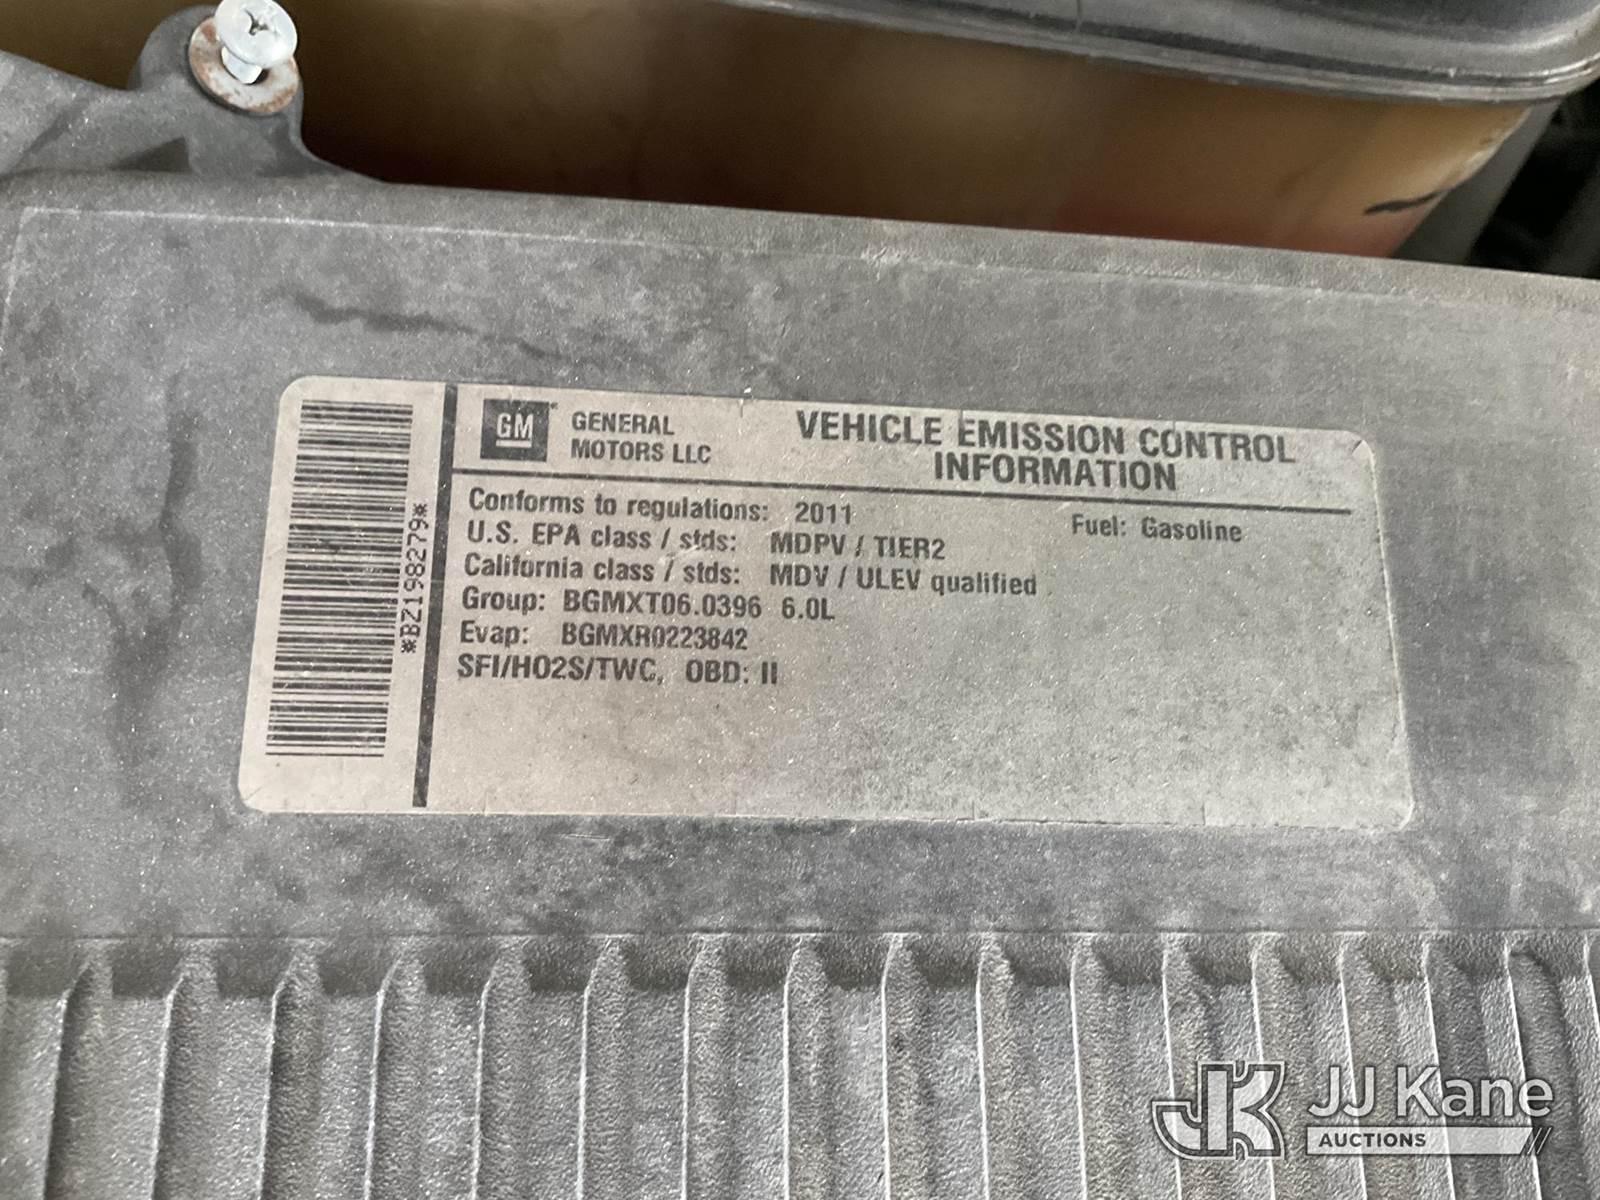 GM GENERAL
MOTORS LLC
VEHICLE EMISSION CONTROL
INFORMATION
Conforms to regulations: 2011
Fuel: Gasoline
U.S. EPA class / stds: MDPV / TIER2
California class / stds: MDV / ULEV qualified
Group: BGMXT06.0396 6.0L
Evap: BGMXR0223842
SFI/HO2S/TWC, OBD: II
*BZ198279*
JK JJ Kane
AUCTIONS